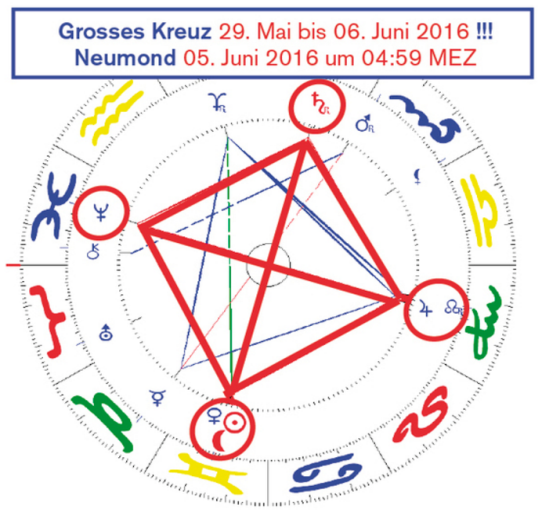 Grosses Kreuz 29. Mai bis 06. Juni 2016 !!!
Neumond 05. Juni 2016 um 04:59 MEZ